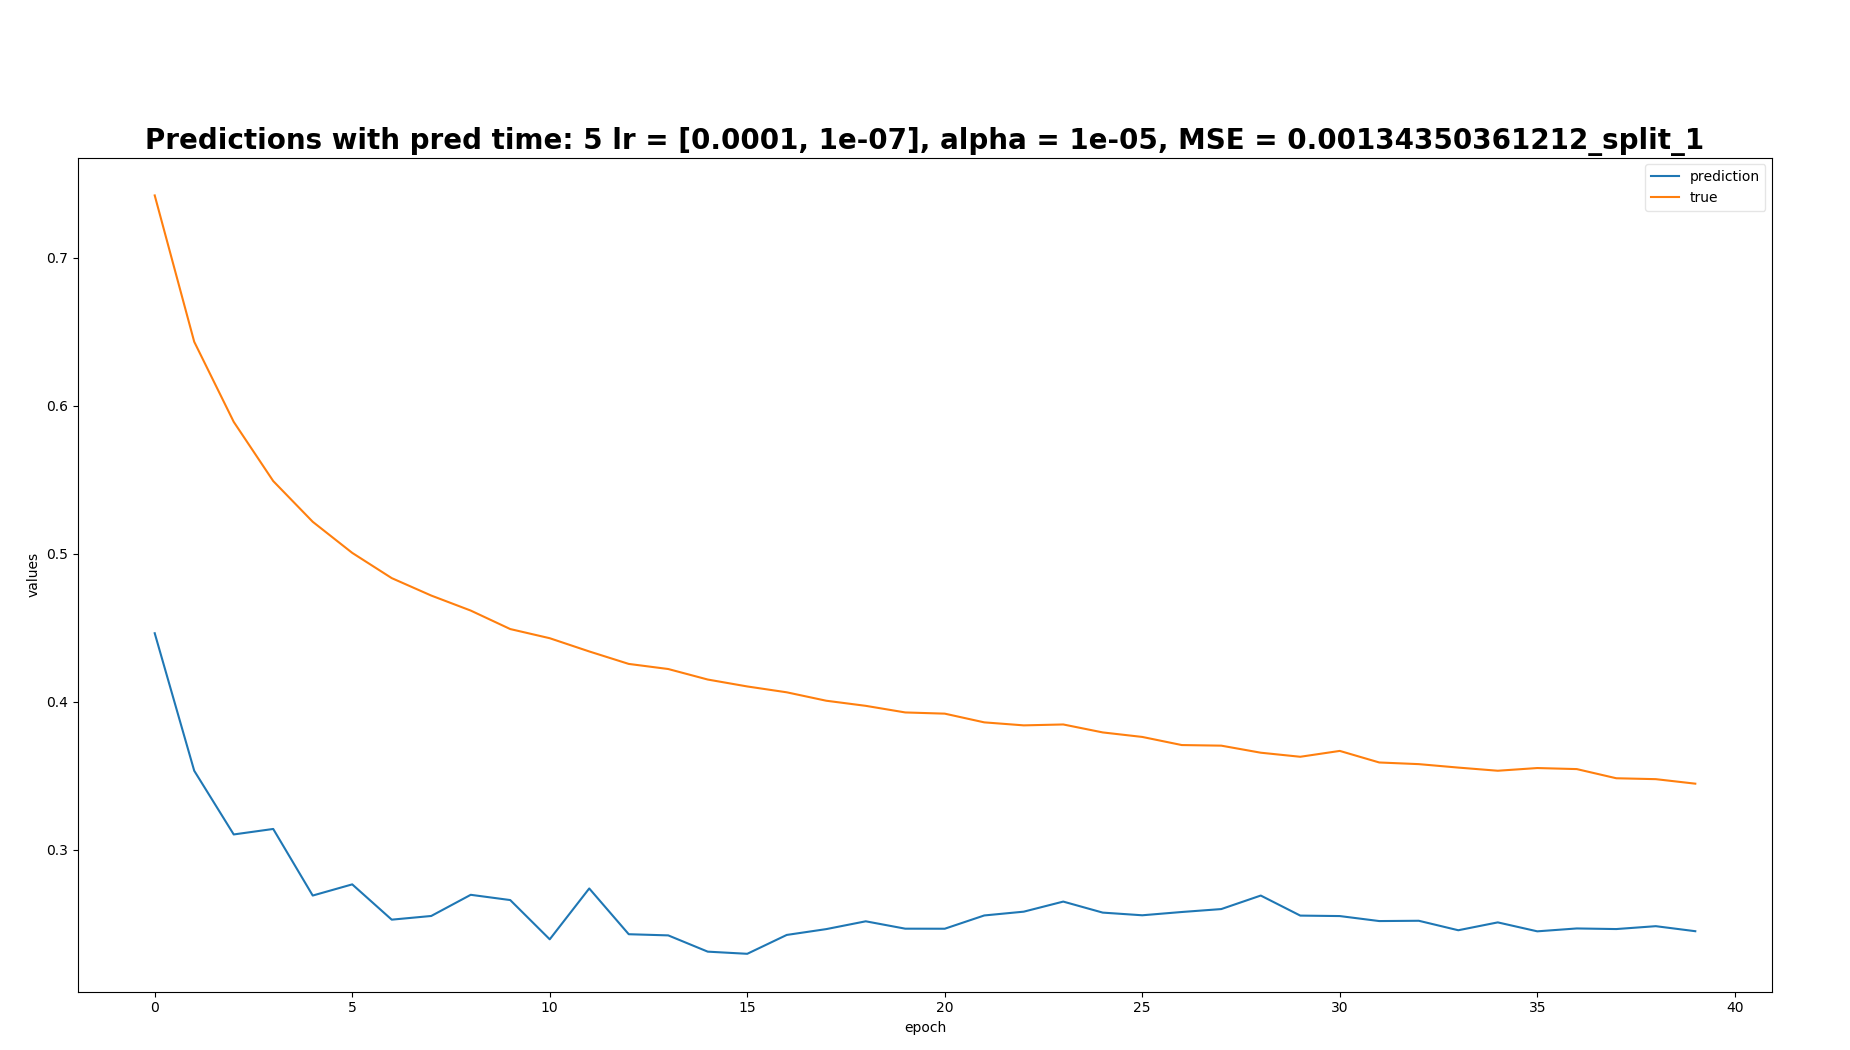 Predictions with pred time: 5 lr = [0.0001, 1e-07], alpha = 1e-05, MSE = 0.00134350361212_split_1
prediction
true
values
0.7
0.6
0.5
0.4
0.3
0 5 10 15 20 25 30 35 40
epoch